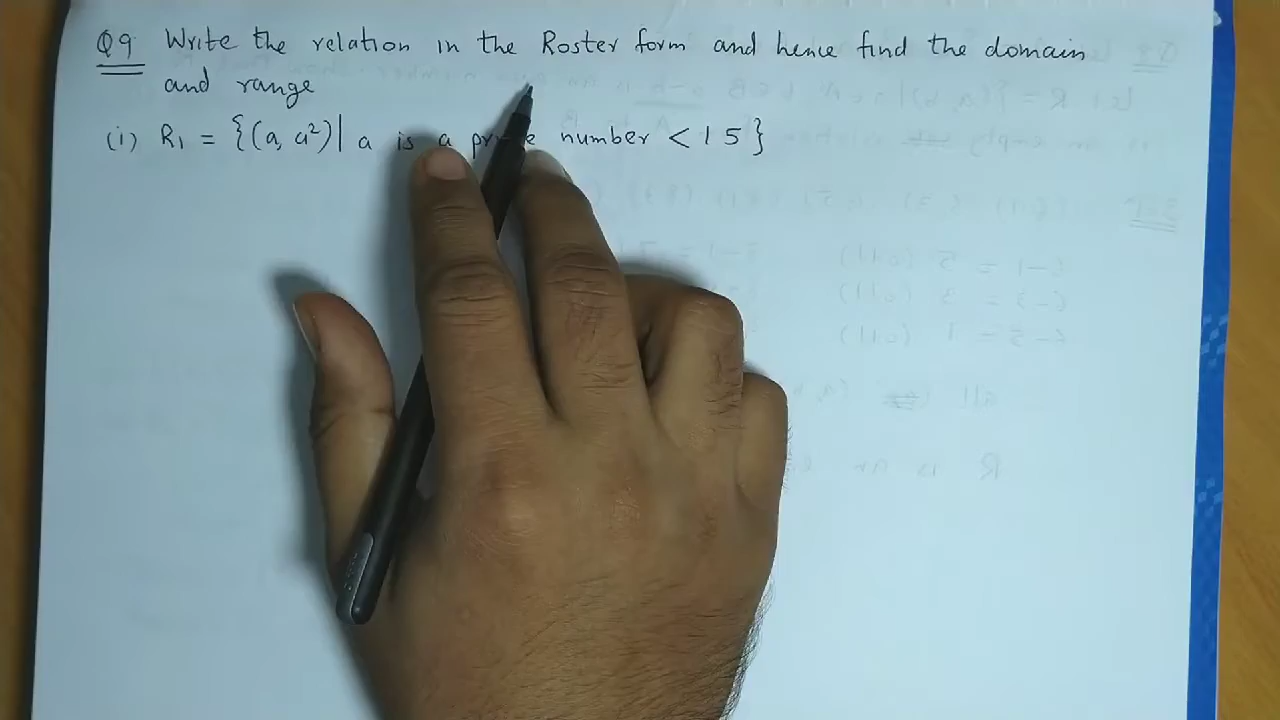 Q9 Write the relation in the Roster form and hence find the domain
and range
(i) R₁ = {(a, a²)| a is a number < 15}